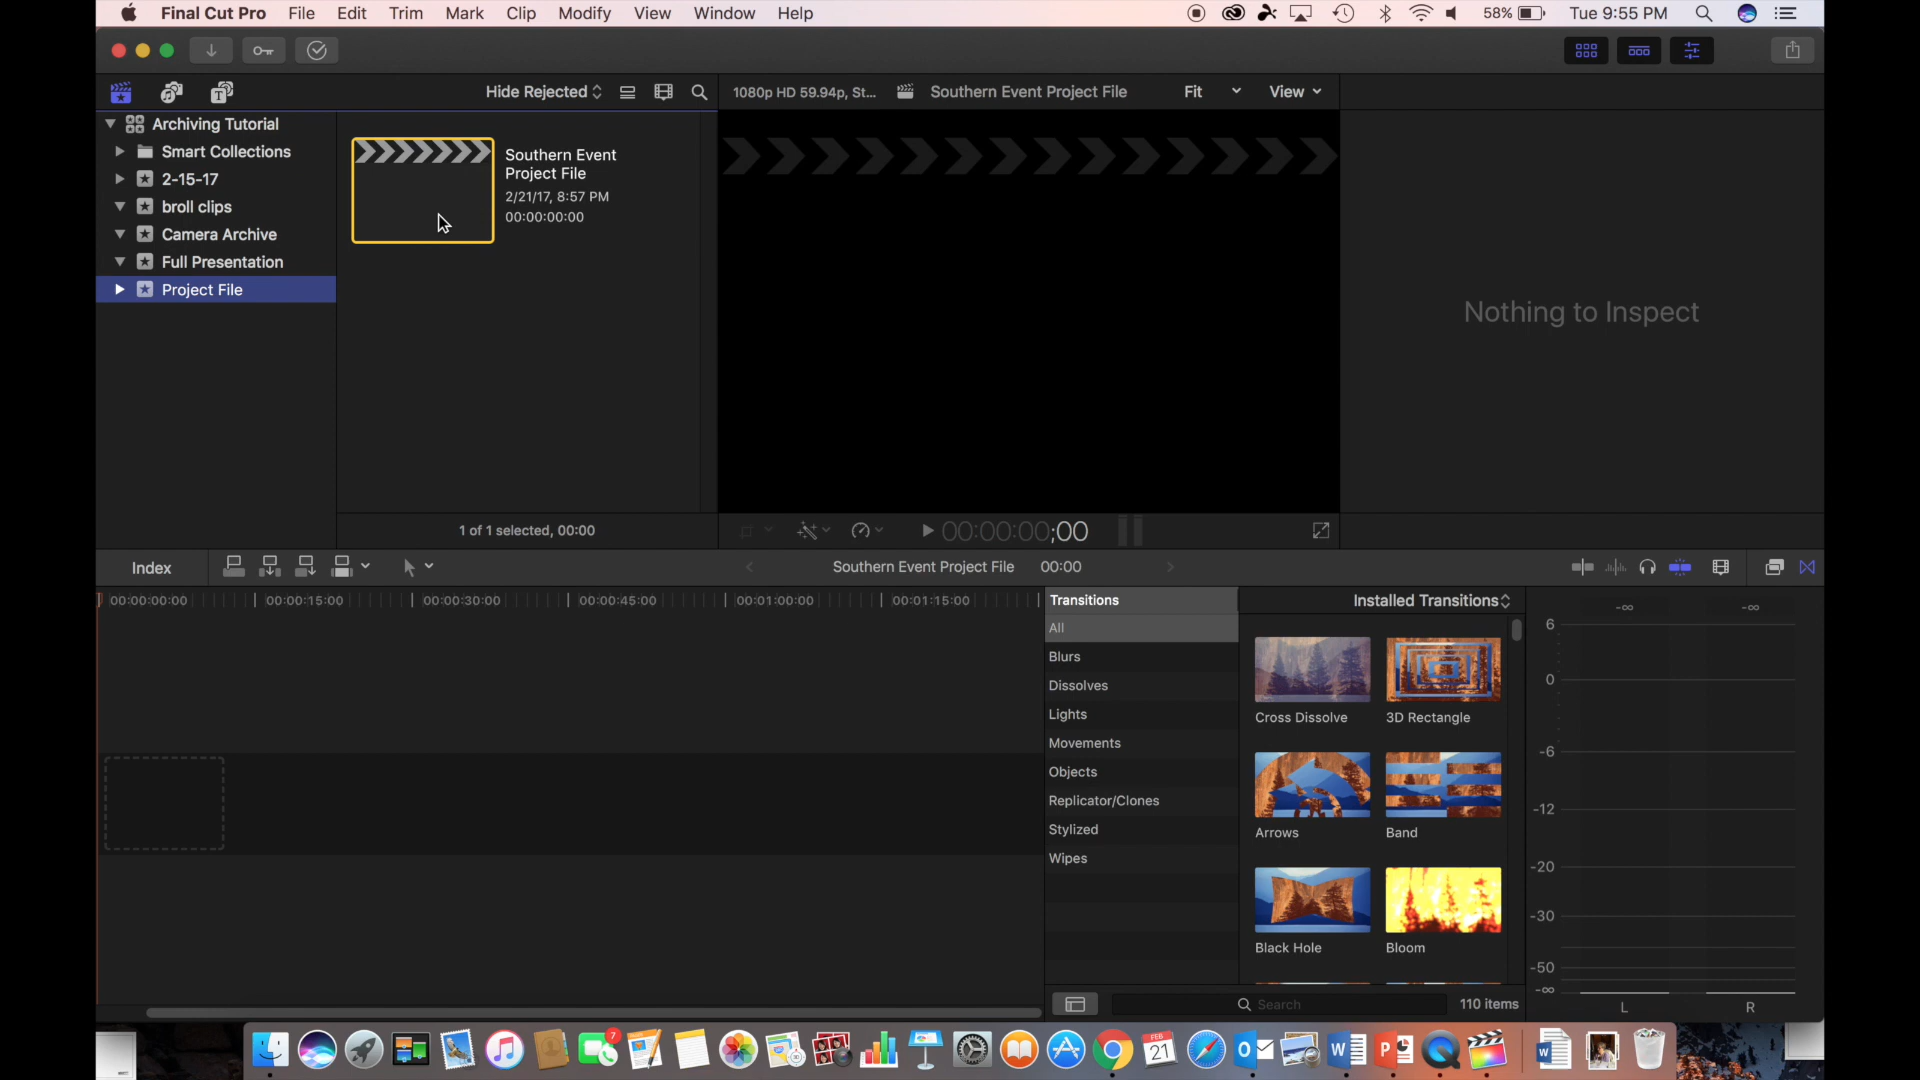 Final Cut Pro File Edit Trim Mark Clip Modify View Window Help 58% Tue 9:55 PM
Hide Rejected 1080p HD 59.94p, St... Southern Event Project File Fit View
Archiving Tutorial
Smart Collections
2-15-17
broll clips
Camera Archive
Full Presentation
Project File
Southern Event
Project File
2/21/17, 8:57 PM
00:00:00:00
Nothing to Inspect
1 of 1 selected, 00:00
00:00:00;00
Index Southern Event Project File 00:00
00:00:00:00 00:00:15:00 00:00:30:00 00:00:45:00 00:01:00:00 00:01:15:00
Transitions
All
Blurs
Dissolves
Lights
Movements
Objects
Replicator/Clones
Stylized
Wipes
Installed Transitions
Cross Dissolve 3D Rectangle
Arrows Band
Black Hole Bloom
Search 110 items
-∞ -∞
6
0
-6
-12
-20
-30
-50
-∞
L R
7
FEB
21